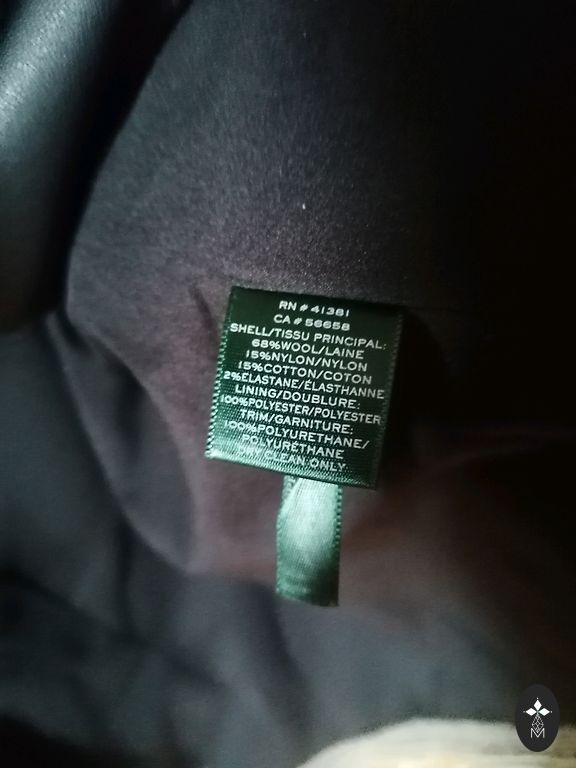 RN # 41381
CA # 56658
SHELL/TISSU PRINCIPAL:
68%WOOL/LAINE
15%NYLON/NYLON
15%COTTON/COTON
2%ELASTANE/ÉLASTHANNE
LINING/DOUBLURE:
100%POLYESTER/POLYESTER
TRIM/GARNITURE:
100%POLYURETHANE/
POLYURÉTHANE
DRY CLEAN ONLY
M